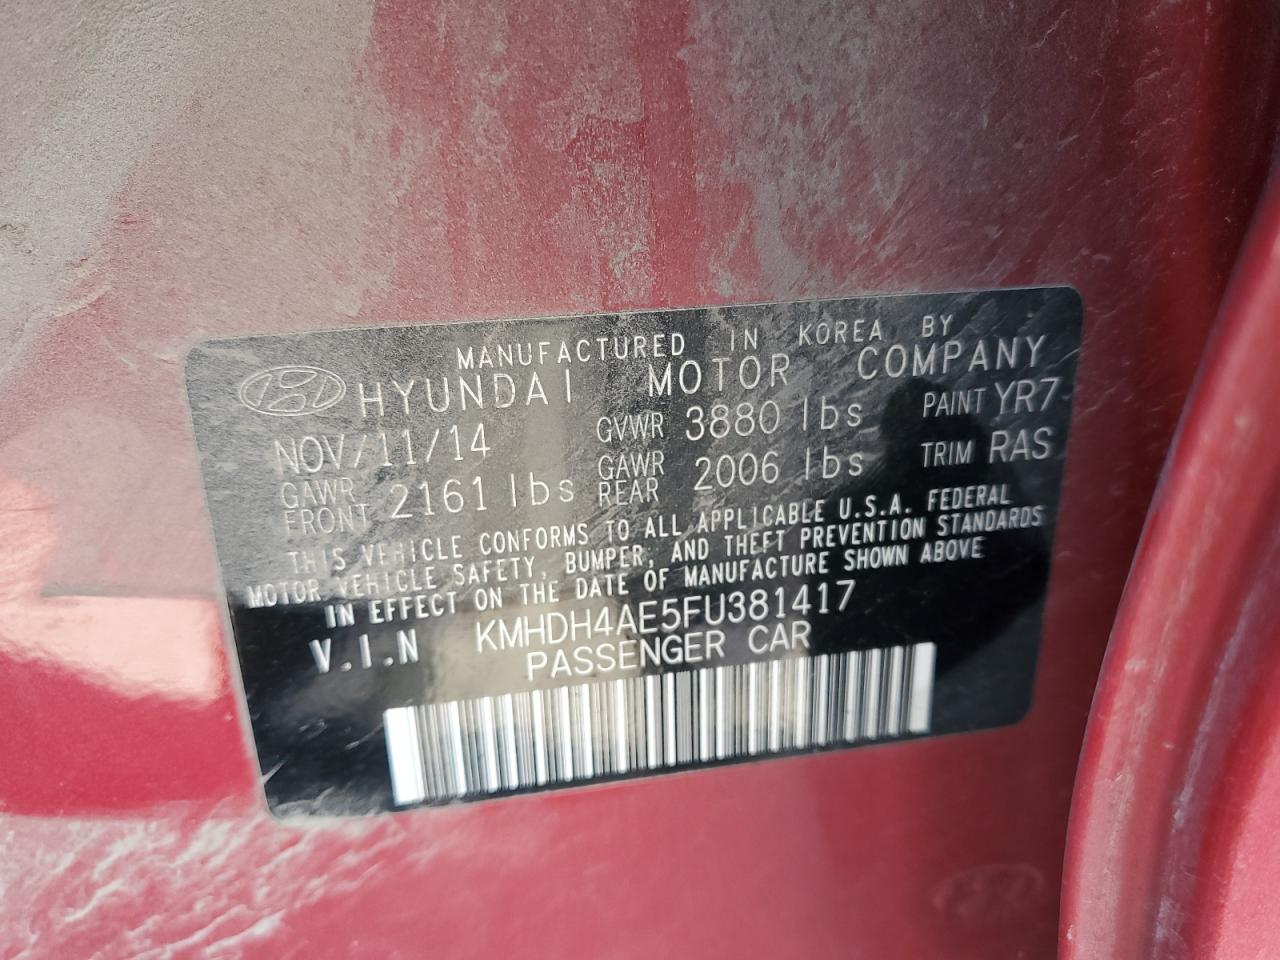 MANUFACTURED IN KOREA BY
HYUNDAI MOTOR COMPANY
NOV/11/14 GVWR 3880 lbs PAINT YR7
GAWR FRONT 2161 lbs GAWR REAR 2006 lbs TRIM RAS
THIS VEHICLE CONFORMS TO ALL APPLICABLE U.S.A. FEDERAL
MOTOR VEHICLE SAFETY, BUMPER, AND THEFT PREVENTION STANDARDS
IN EFFECT ON THE DATE OF MANUFACTURE SHOWN ABOVE
V.I.N KMHDH4AE5FU381417
PASSENGER CAR